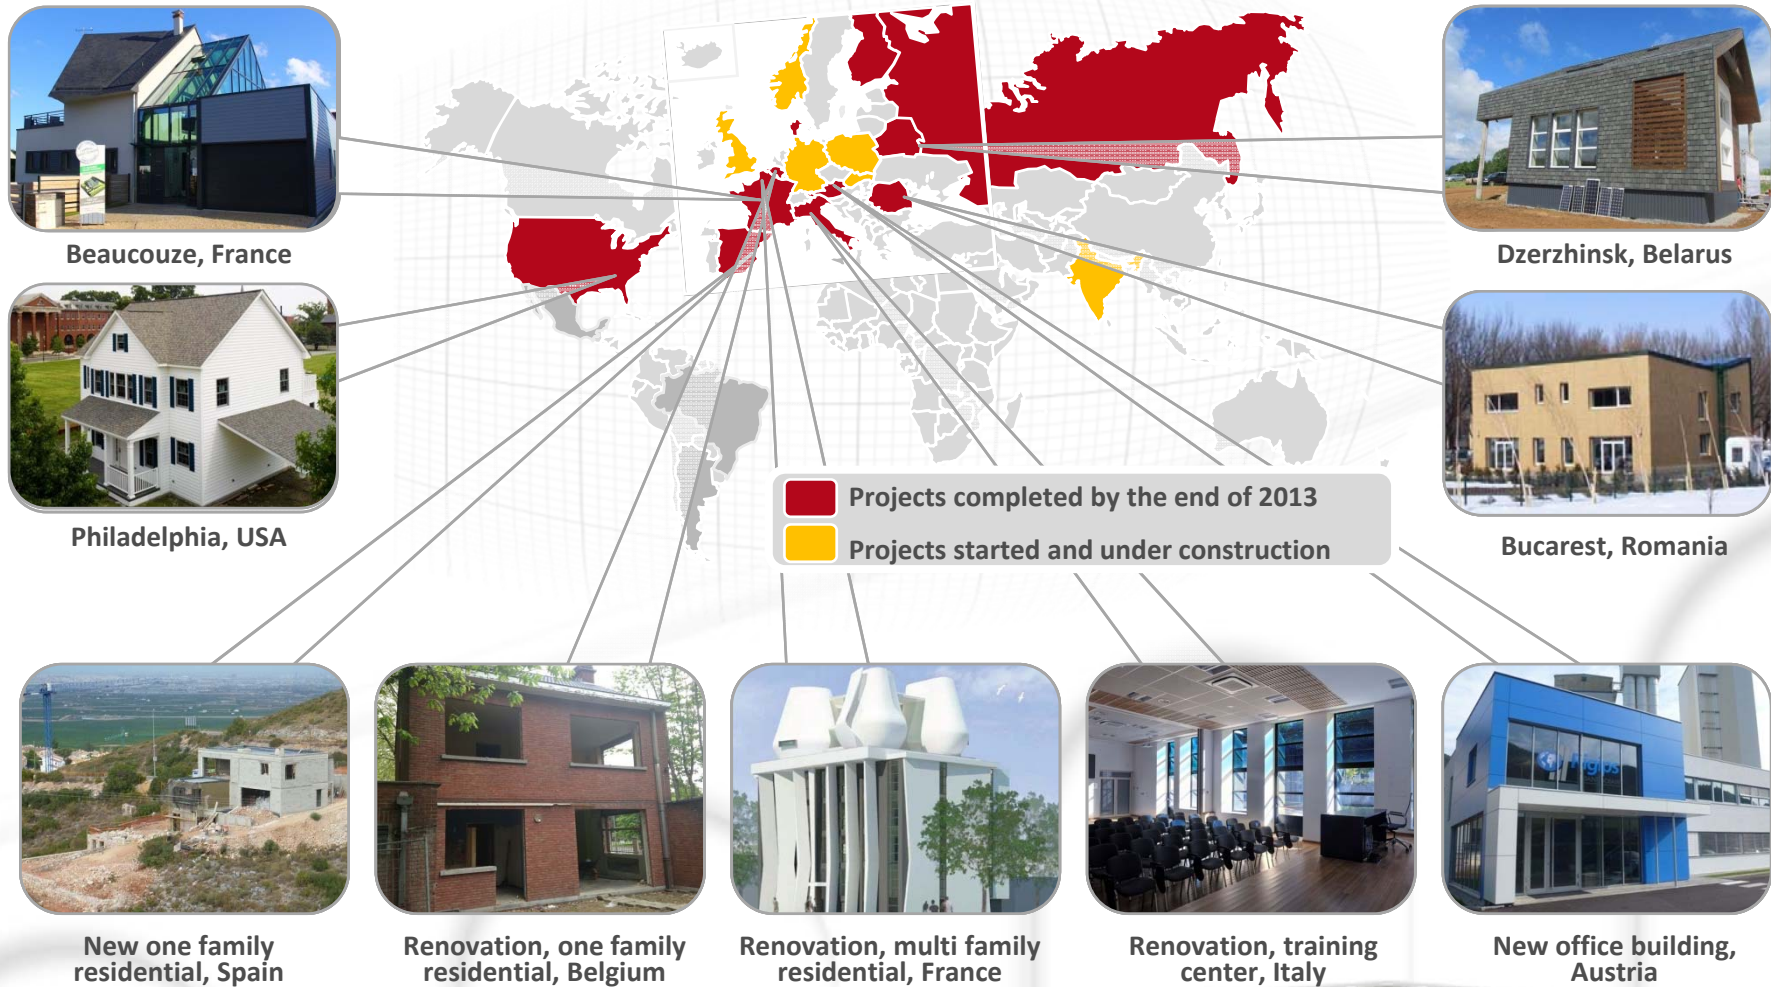 Beaucouze, France
Dzerzhinsk, Belarus
Philadelphia, USA
Bucarest, Romania
Projects completed by the end of 2013
Projects started and under construction
New one family
residential, Spain
Renovation, one family
residential, Belgium
Renovation, multi family
residential, France
Renovation, training
center, Italy
New office building,
Austria